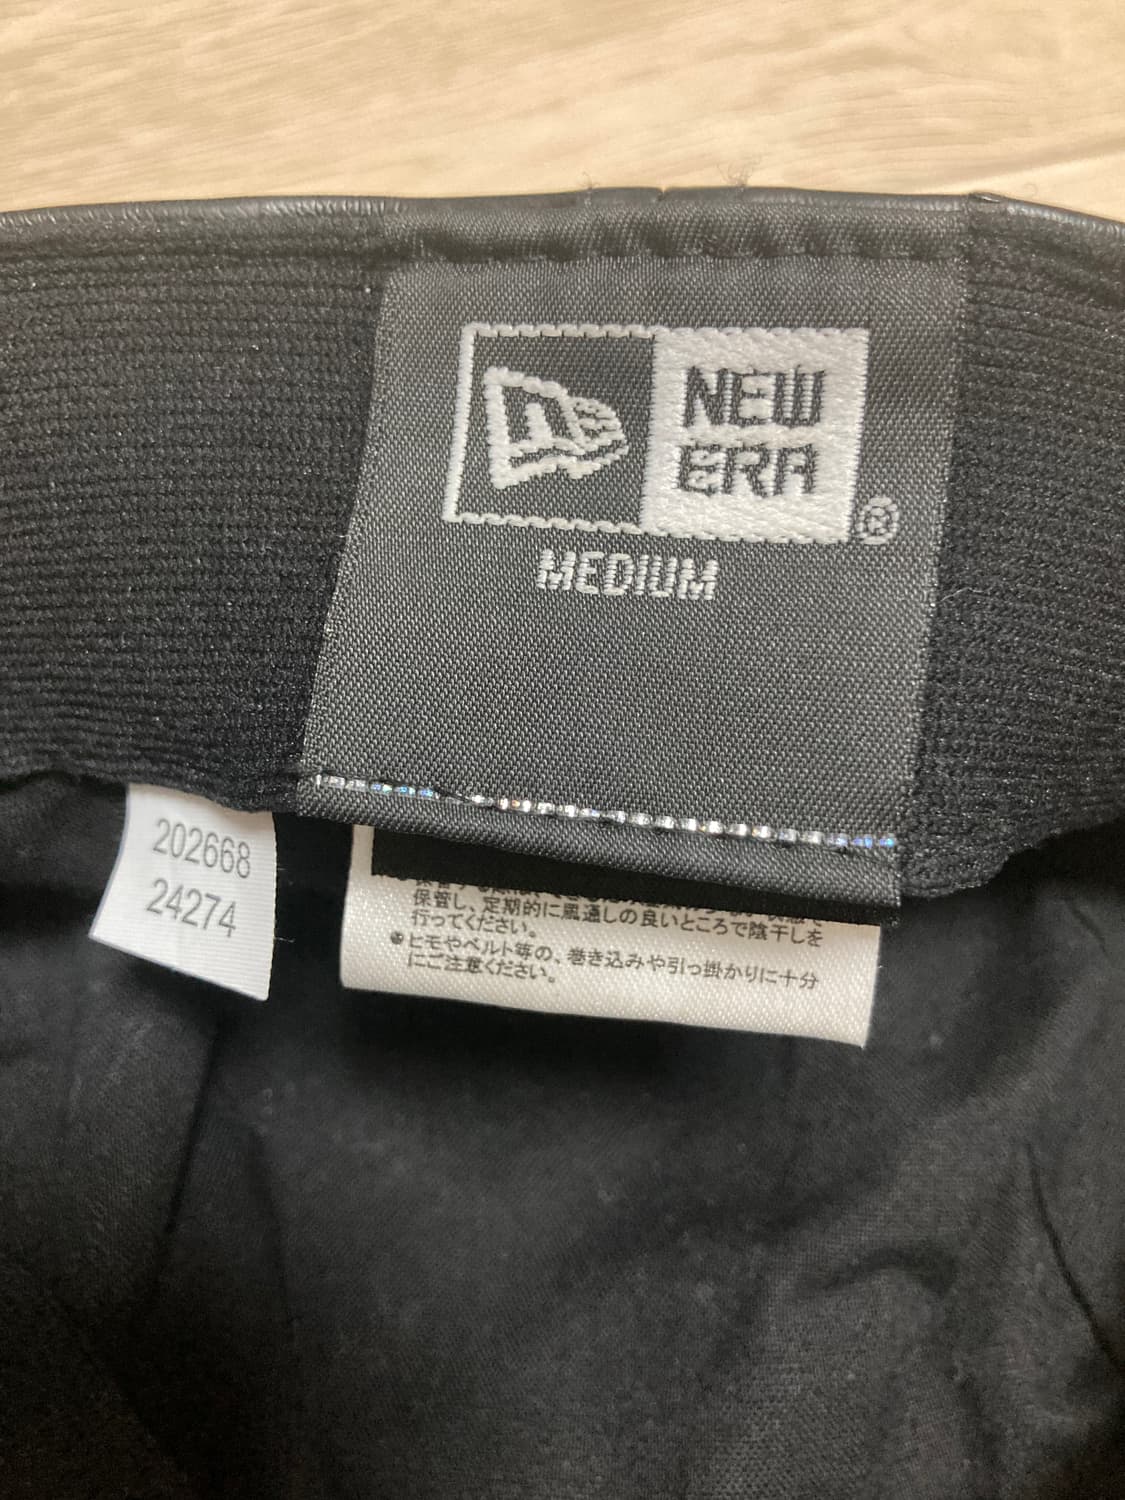 NEW
ERA
®
MEDIUM
202668
24274
保管し、定期的に風通しの良いところで陰干しを
行ってください。
●ヒモやベルト等の、巻き込みや引っ掛かりに十分
にご注意ください。